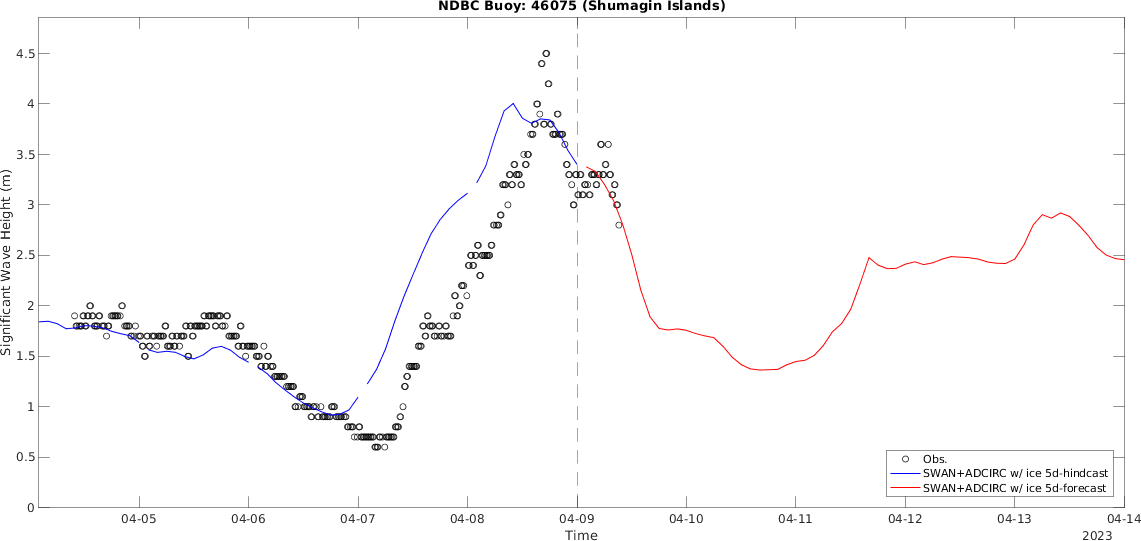 NDBC Buoy: 46075 (Shumagin Islands)
Significant Wave Height (m)
4.5
4
3.5
3
2.5
2
1.5
1
0.5
0
Obs.
SWAN+ADCIRC w/ ice 5d-hindcast
SWAN+ADCIRC w/ ice 5d-forecast
04-05 04-06 04-07 04-08 04-09 04-10 04-11 04-12 04-13 04-14
Time
2023